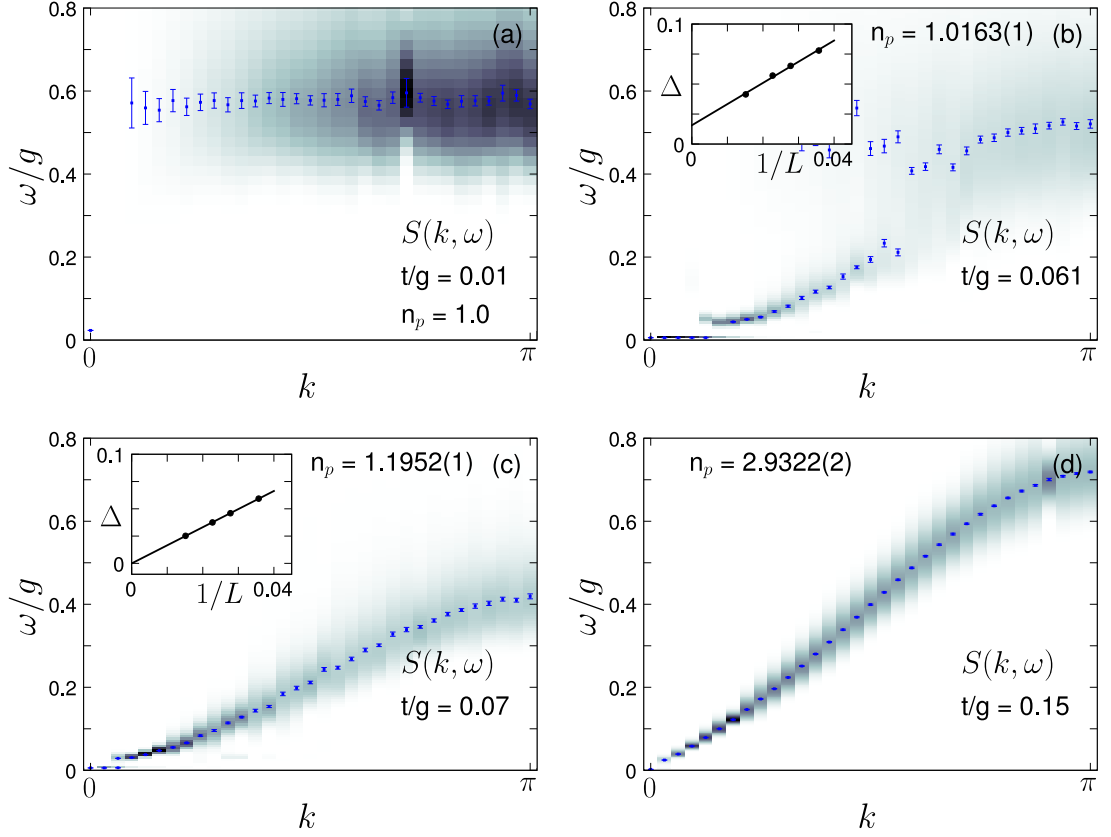 (a)
ω/g
0.8
0.6
0.4
0.2
0
S(k, ω)
t/g = 0.01
n_p = 1.0
0
π
k
(b)
n_p = 1.0163(1)
ω/g
0.8
0.6
0.4
0.2
0
0.1
Δ
0
0
1/L
0.04
S(k, ω)
t/g = 0.061
0
π
k
(c)
n_p = 1.1952(1)
ω/g
0.8
0.6
0.4
0.2
0
0.1
Δ
0
0
1/L
0.04
S(k, ω)
t/g = 0.07
0
π
k
(d)
n_p = 2.9322(2)
ω/g
0.8
0.6
0.4
0.2
0
S(k, ω)
t/g = 0.15
0
π
k